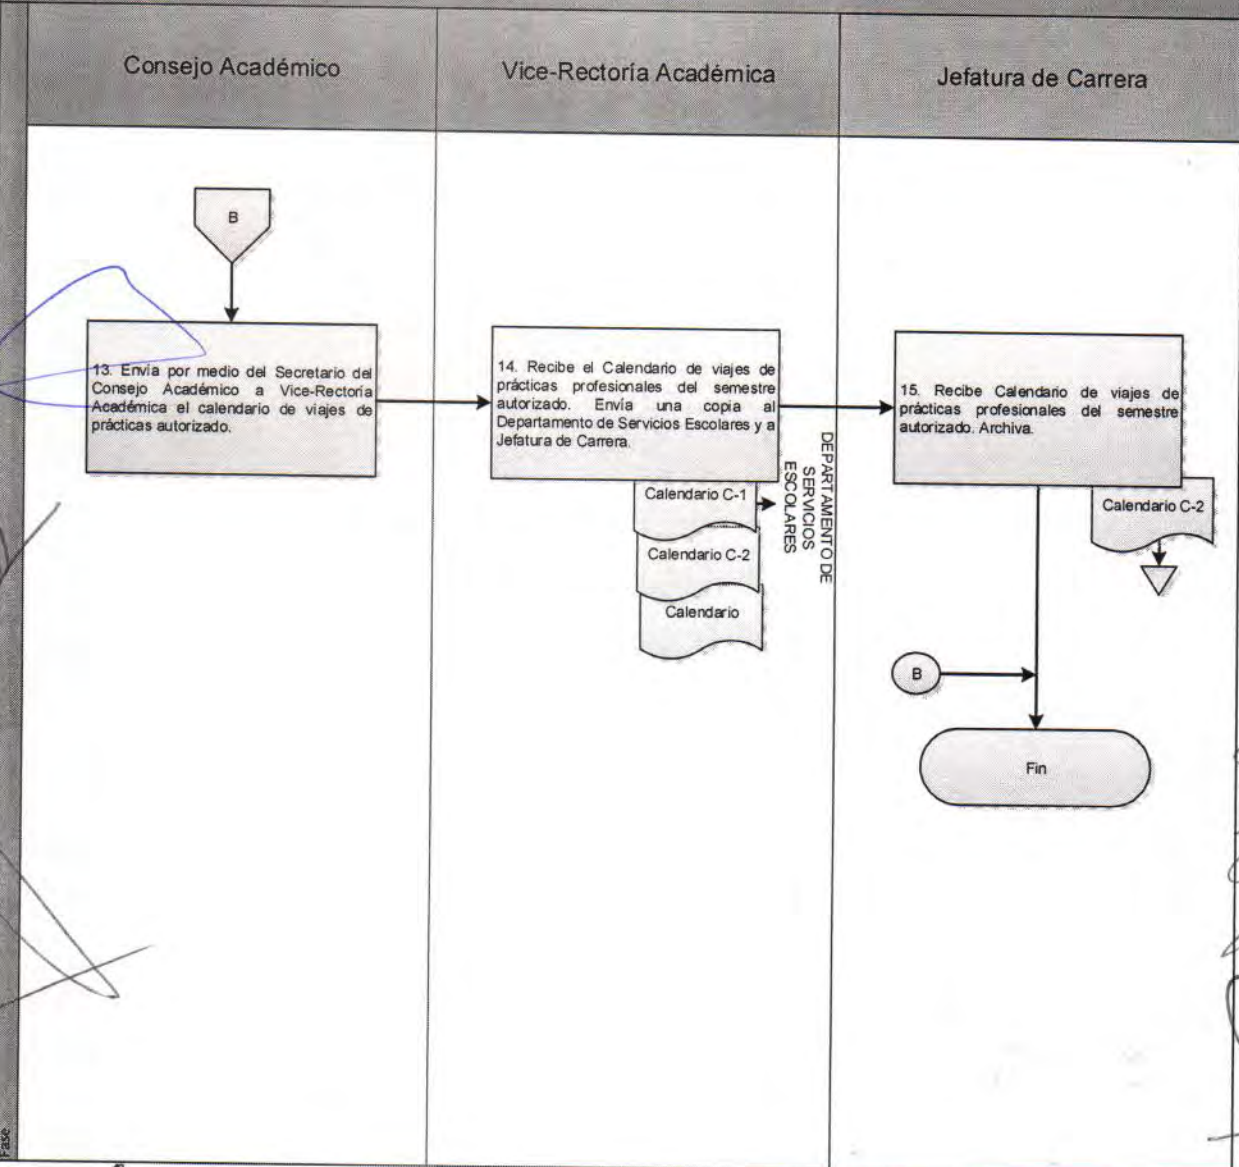 Consejo Académico
Vice-Rectoría Académica
Jefatura de Carrera
B
13. Envía por medio del Secretario del
Consejo Académico a Vice-Rectoría
Académica el calendario de viajes de
prácticas autorizado.
14. Recibe el Calendario de viajes de
prácticas profesionales del semestre
autorizado. Envía una copia al
Departamento de Servicios Escolares y a
Jefatura de Carrera.
Calendario C-1
Calendario C-2
Calendario
DEPARTAMENTO DE
SERVICIOS
ESCOLARES
15. Recibe Calendario de viajes de
prácticas profesionales del semestre
autorizado. Archiva.
Calendario C-2
B
Fin
Fase